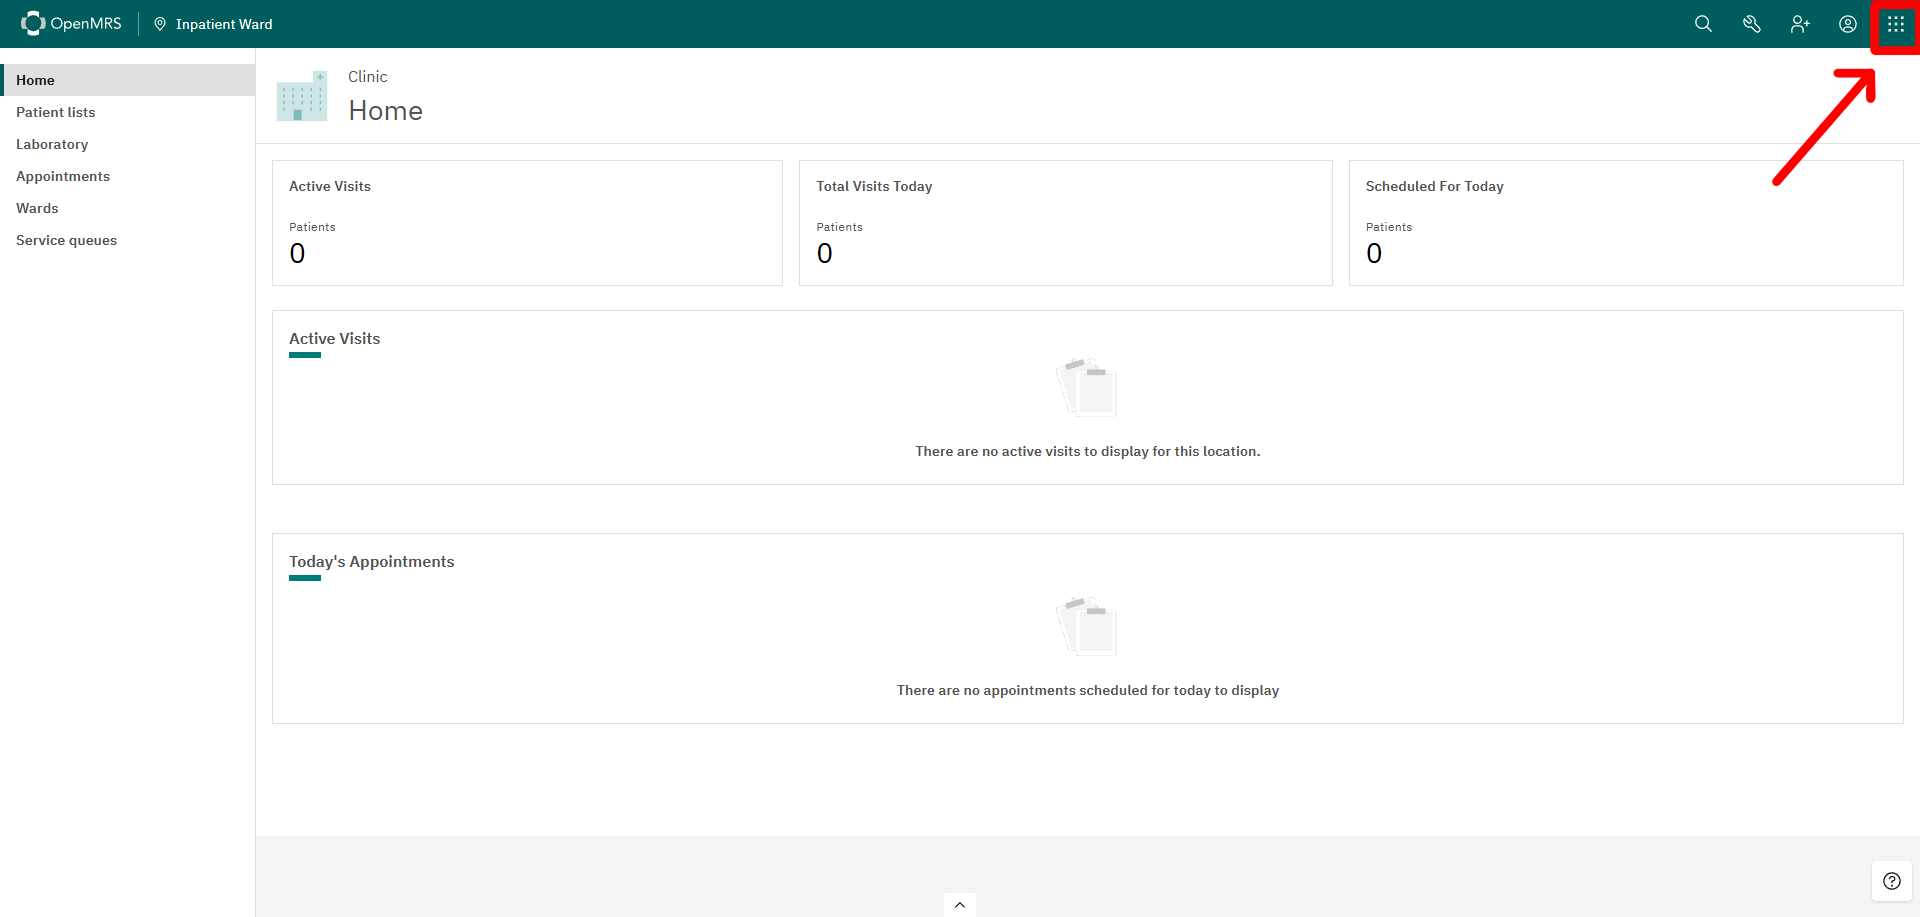 OpenMRS
Inpatient Ward
Home
Patient lists
Laboratory
Appointments
Wards
Service queues
Clinic
Home
Active Visits
Patients
0
Total Visits Today
Patients
0
Scheduled For Today
Patients
0
Active Visits
There are no active visits to display for this location.
Today's Appointments
There are no appointments scheduled for today to display